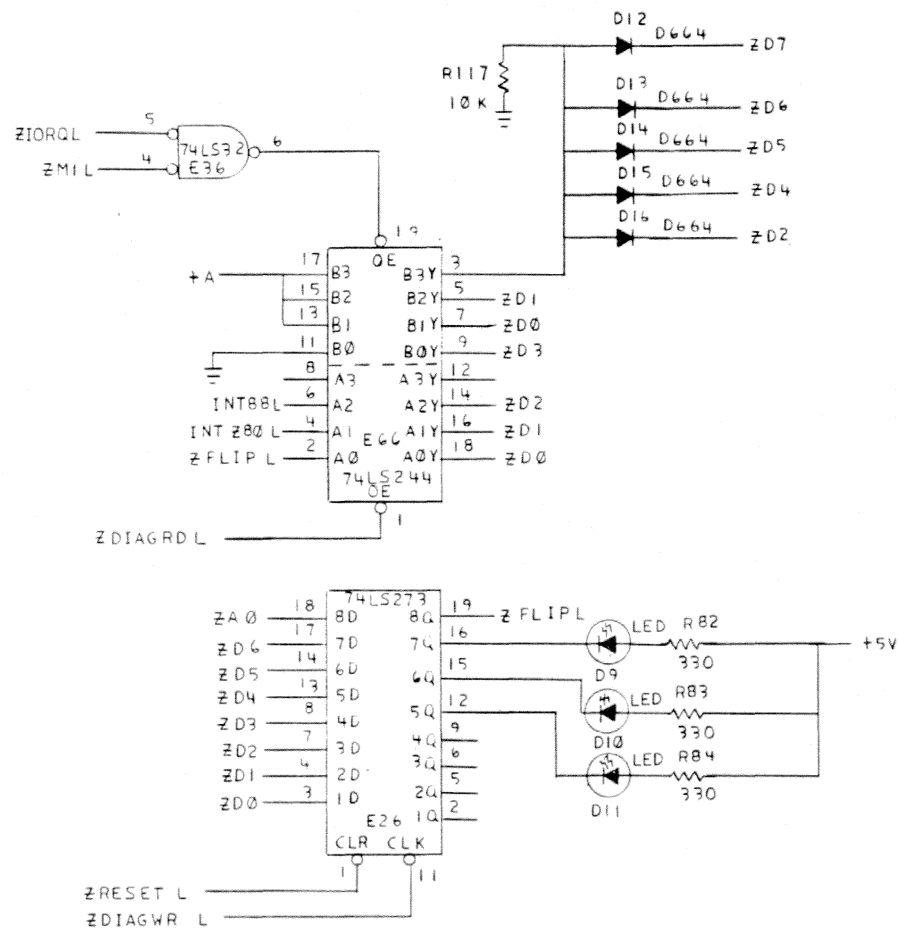 D12
D664
ZD7
R117
10K
D13
D664
ZD6
D14
D664
ZD5
D15
D664
ZD4
D16
D664
ZD2
ZIORQL
5
74LS32
E36
6
ZM1L
4
19
OE
+A
17 B3 B3Y 3
15 B2 B2Y 5 ZD1
13 B1 B1Y 7 ZD0
11 B0 B0Y 9 ZD3
8 A3 A3Y 12
INT88L 6 A2 A2Y 14 ZD2
INT Z80 L 4 A1 A1Y 16 ZD1
E66
ZFLIP L 2 A0 A0Y 18 ZD0
74LS244
OE
1
ZDIAGRD L
74LS273
ZA0 18 8D 8Q 19 ZFLIPL
ZD6 17 7D 7Q 16
LED R82
D9 330
+5V
ZD5 14 6D 6Q 15
LED R83
D10 330
ZD4 13 5D 5Q 12
LED R84
D11 330
ZD3 8 4D 4Q 9
ZD2 7 3D 3Q 6
ZD1 4 2D 2Q 5
ZD0 3 1D 1Q 2
E26
CLR CLK
1 11
ZRESET L
ZDIAGWR L